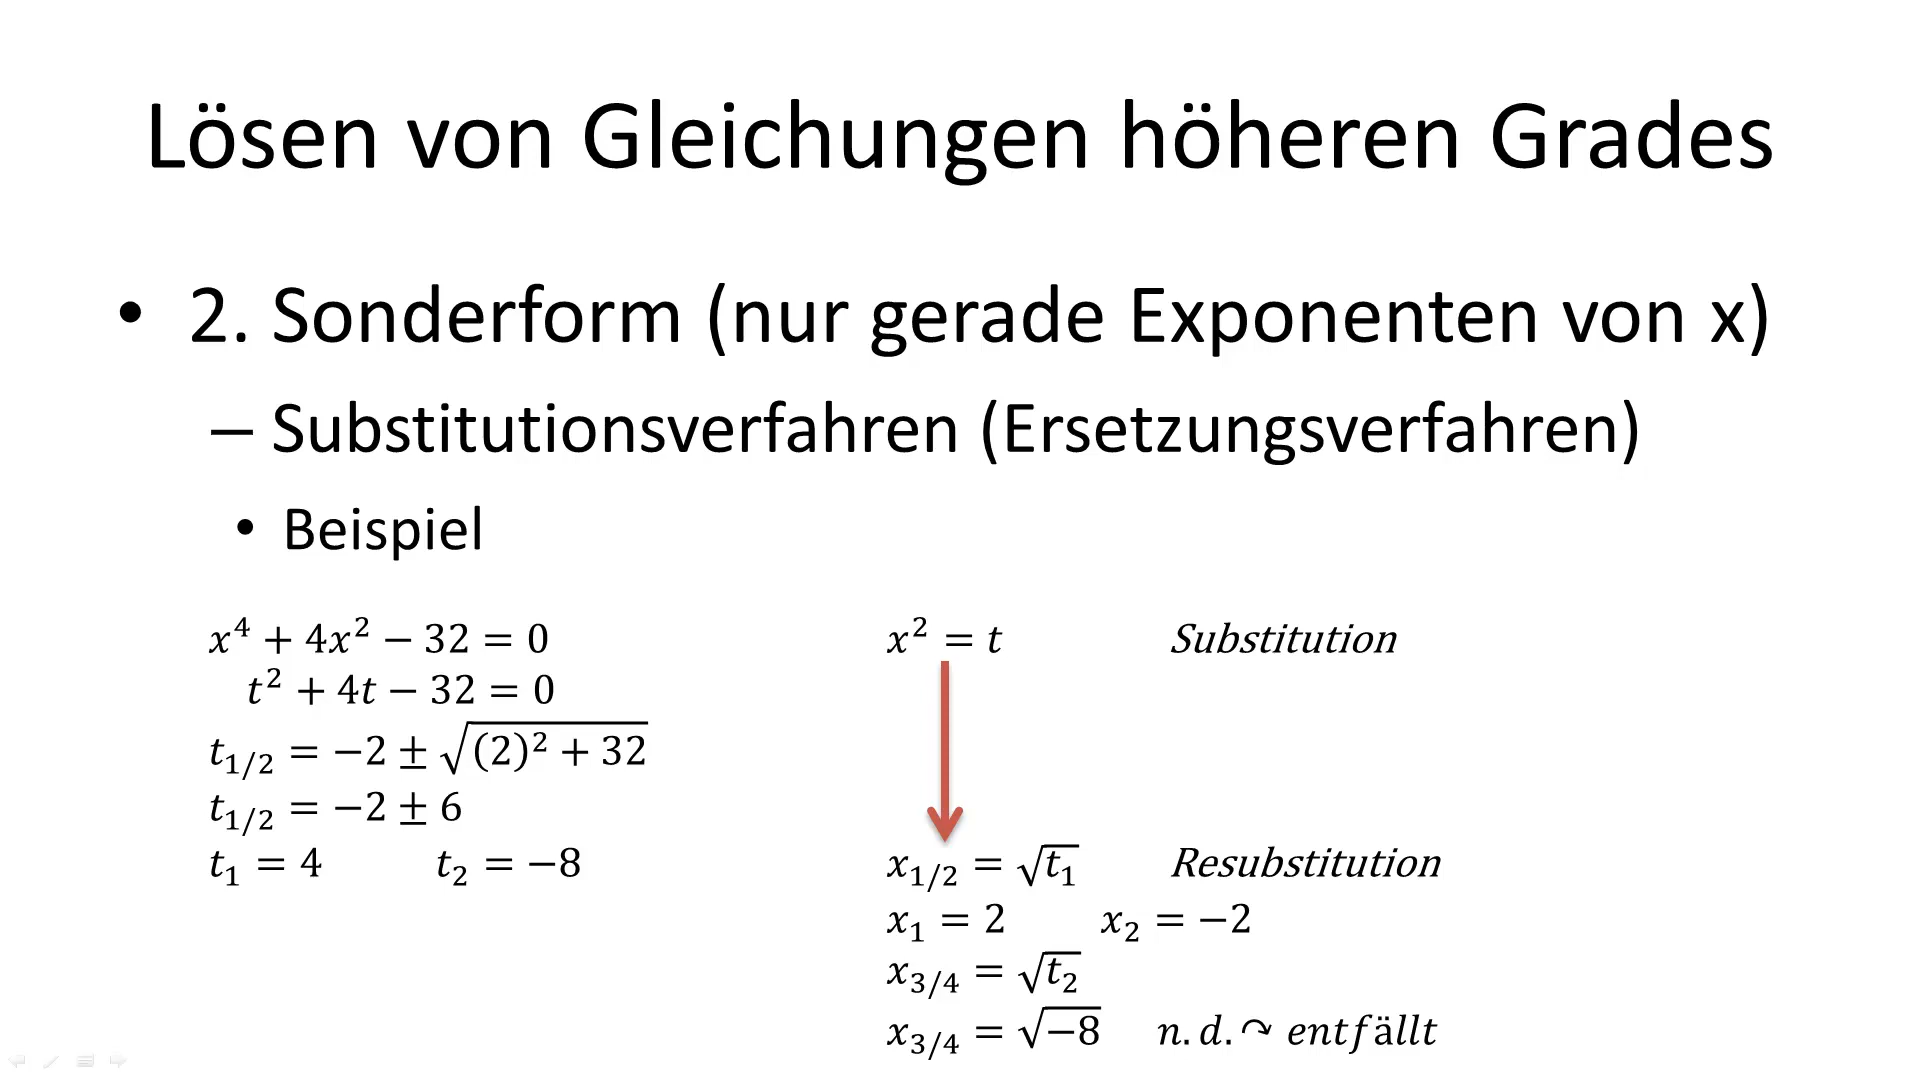 Lösen von Gleichungen höheren Grades
• 2. Sonderform (nur gerade Exponenten von x)
– Substitutionsverfahren (Ersetzungsverfahren)
• Beispiel
x⁴ + 4x² − 32 = 0 x² = t Substitution
t² + 4t − 32 = 0
t₁/₂ = −2 ± √((2)² + 32)
t₁/₂ = −2 ± 6
t₁ = 4 t₂ = −8 x₁/₂ = √t₁ Resubstitution
x₁ = 2 x₂ = −2
x₃/₄ = √t₂
x₃/₄ = √−8 n.d.↷ entfällt